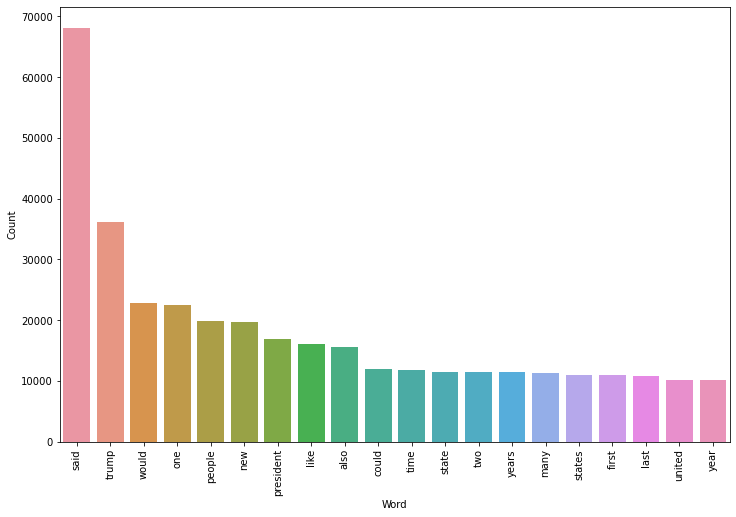 70000
60000
50000
40000
30000
20000
10000
0
Count
said trump would one people new president like also could time state two years many states first last united year
Word